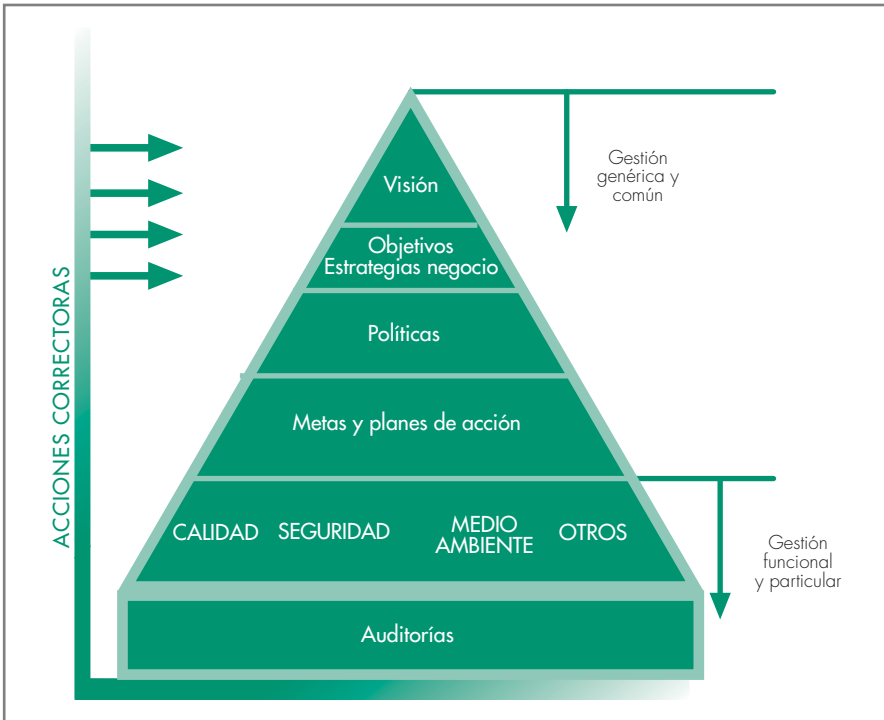 Visión
Objetivos
Estrategias negocio
Políticas
Metas y planes de acción
CALIDAD
SEGURIDAD
MEDIO
AMBIENTE
OTROS
Auditorías
ACCIONES CORRECTORAS
Gestión
genérica y
común
Gestión
funcional
y particular